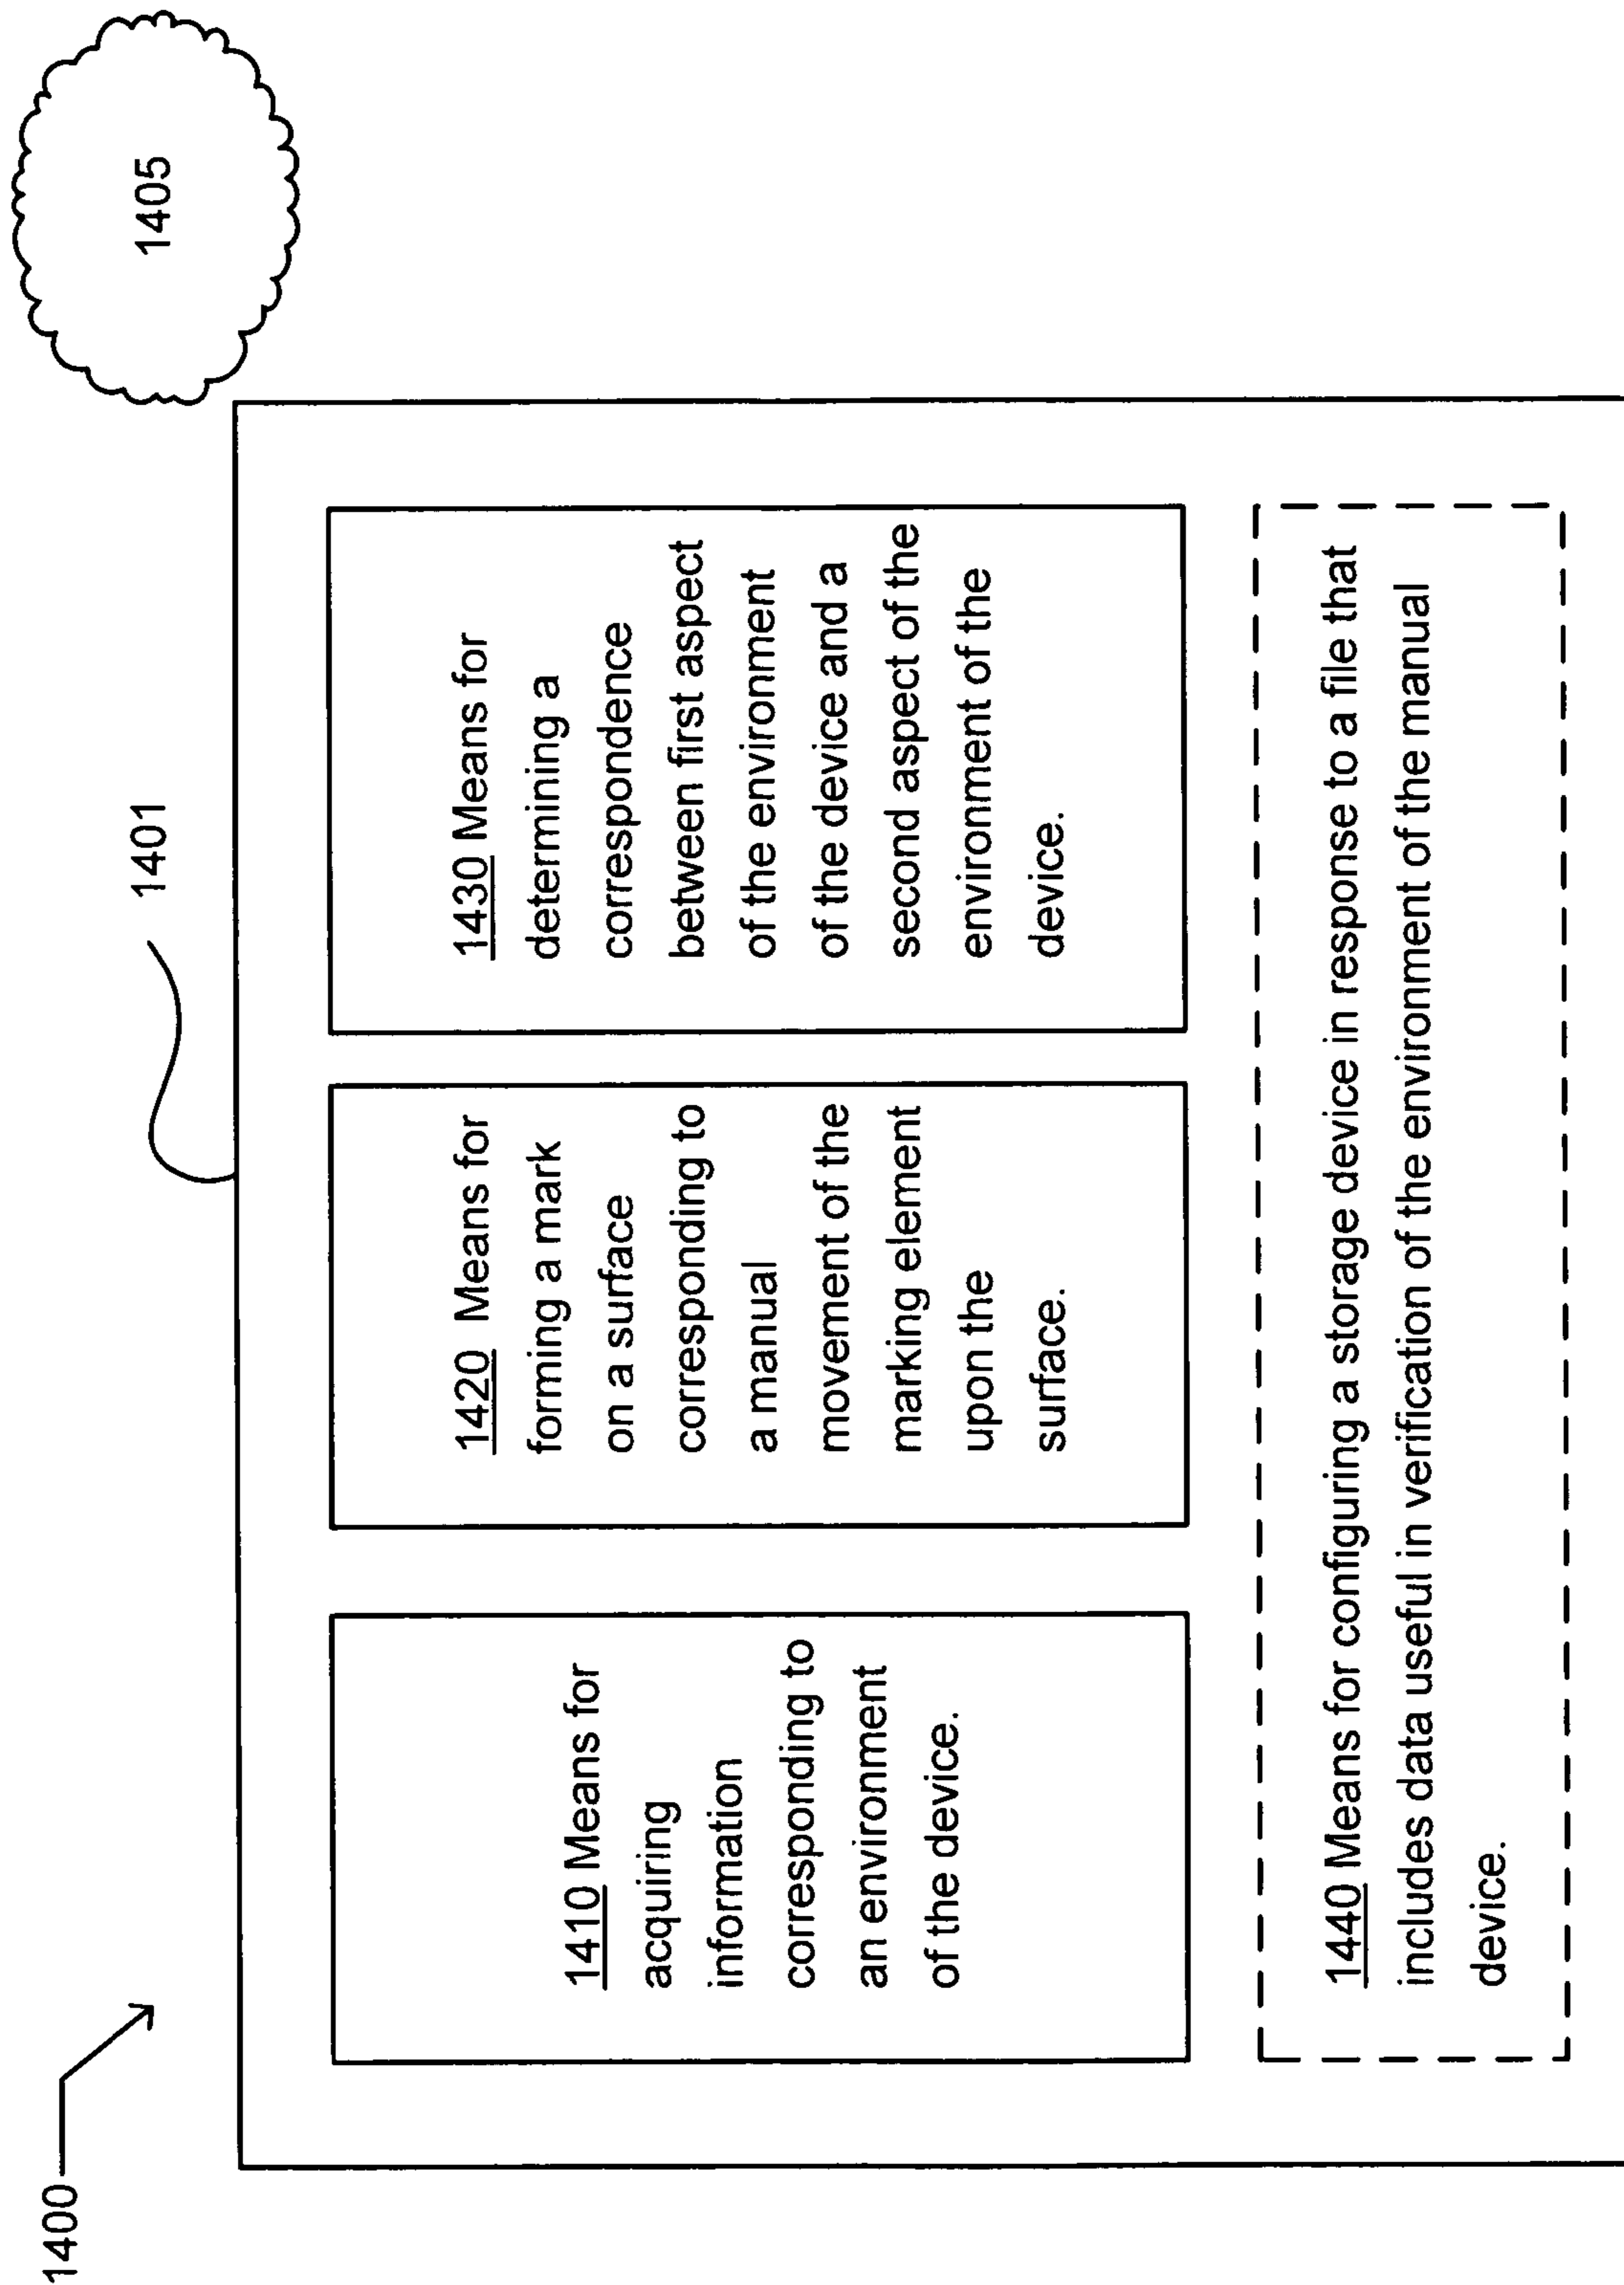 1400
1401
1405
1410 Means for
acquiring
information
corresponding to
an environment
of the device.
1420 Means for
forming a mark
on a surface
corresponding to
a manual
movement of the
marking element
upon the
surface.
1430 Means for
determining a
correspondence
between first aspect
of the environment
of the device and a
second aspect of the
environment of the
device.
1440 Means for configuring a storage device in response to a file that
includes data useful in verification of the environment of the manual
device.